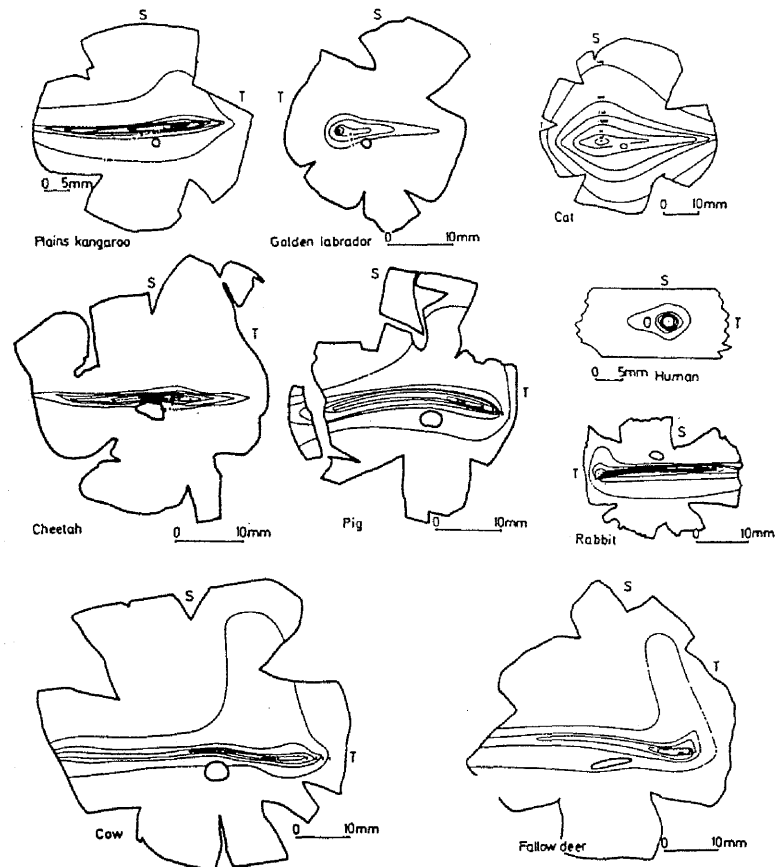 S
T
0 5mm
Plains kangaroo
S
T
Golden labrador
0 10mm
S
Cat
0 10mm
S
T
Cheetah
0 10mm
S
T
Pig
0 10mm
S
T
0 5mm Human
S
T
Rabbit
0 10mm
S
T
Cow
0 10mm
S
T
Fallow deer
0 10mm